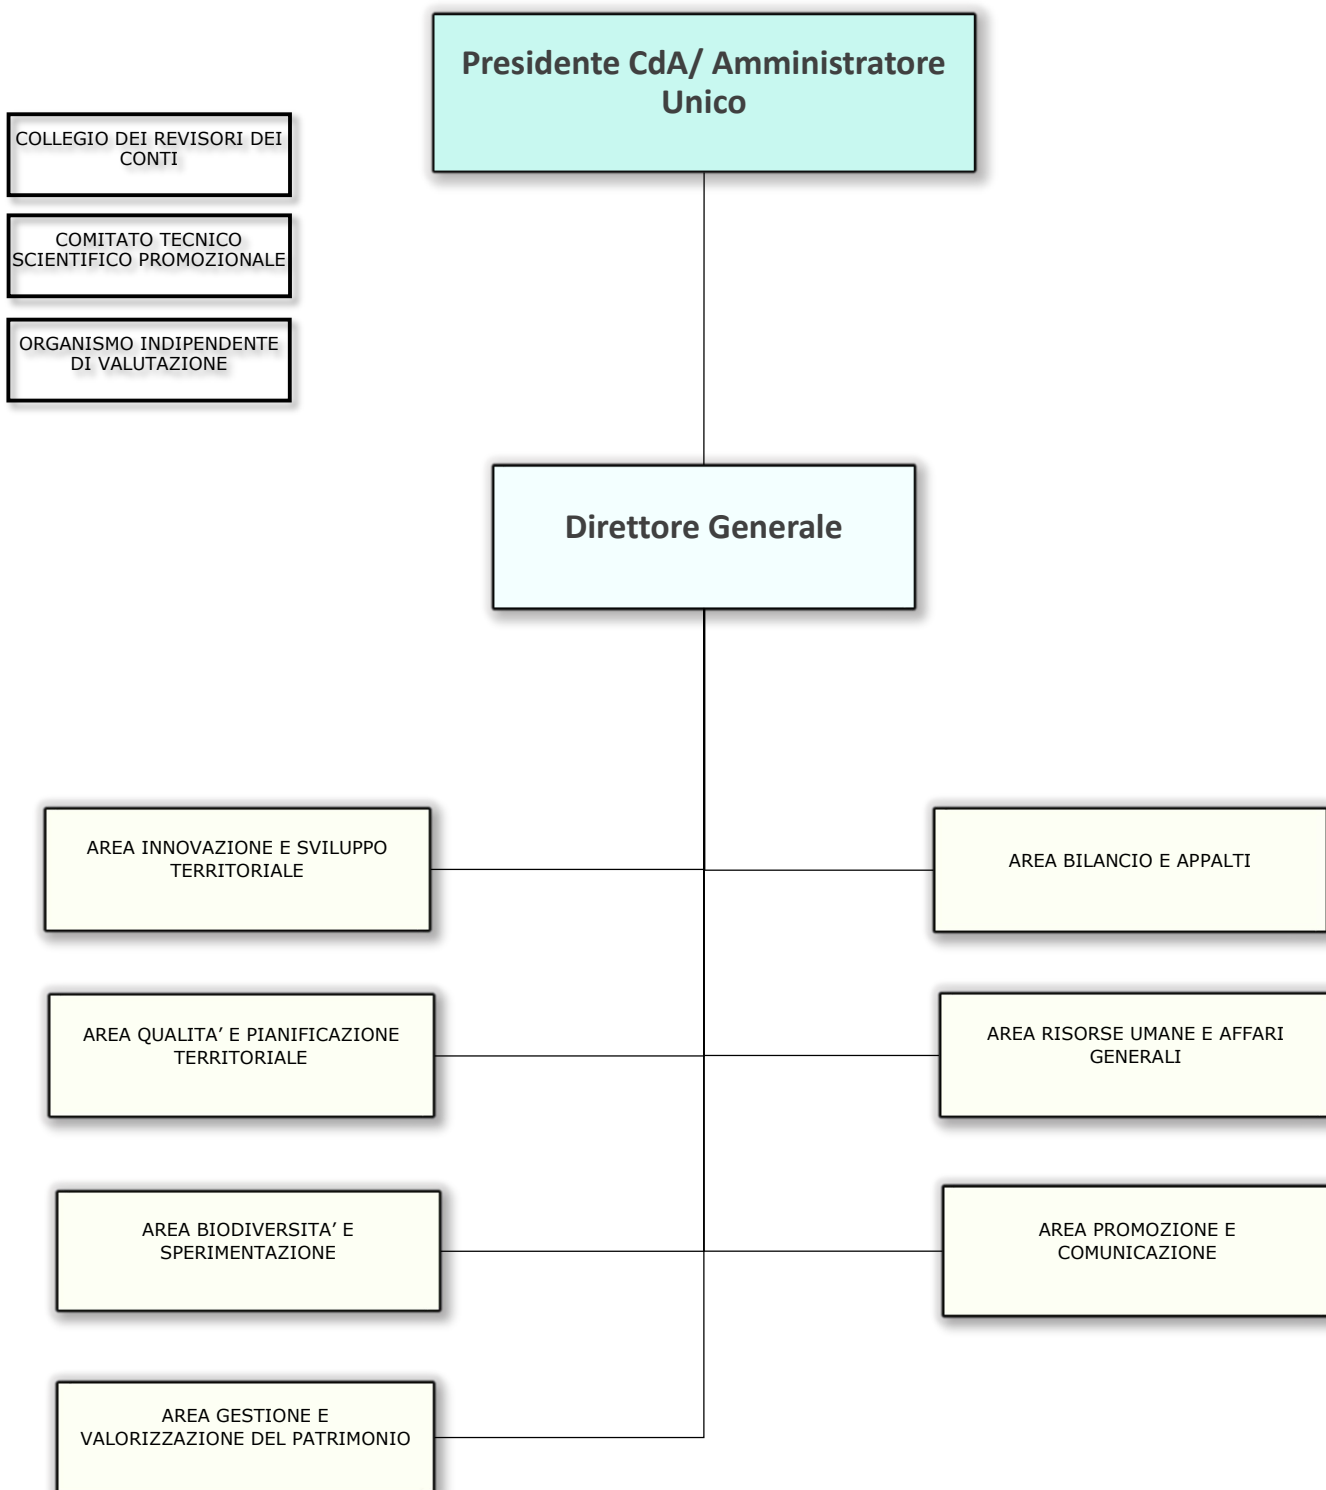 Presidente CdA/ Amministratore
Unico
COLLEGIO DEI REVISORI DEI
CONTI
COMITATO TECNICO
SCIENTIFICO PROMOZIONALE
ORGANISMO INDIPENDENTE
DI VALUTAZIONE
Direttore Generale
AREA INNOVAZIONE E SVILUPPO
TERRITORIALE
AREA BILANCIO E APPALTI
AREA QUALITA’ E PIANIFICAZIONE
TERRITORIALE
AREA RISORSE UMANE E AFFARI
GENERALI
AREA BIODIVERSITA’ E
SPERIMENTAZIONE
AREA PROMOZIONE E
COMUNICAZIONE
AREA GESTIONE E
VALORIZZAZIONE DEL PATRIMONIO